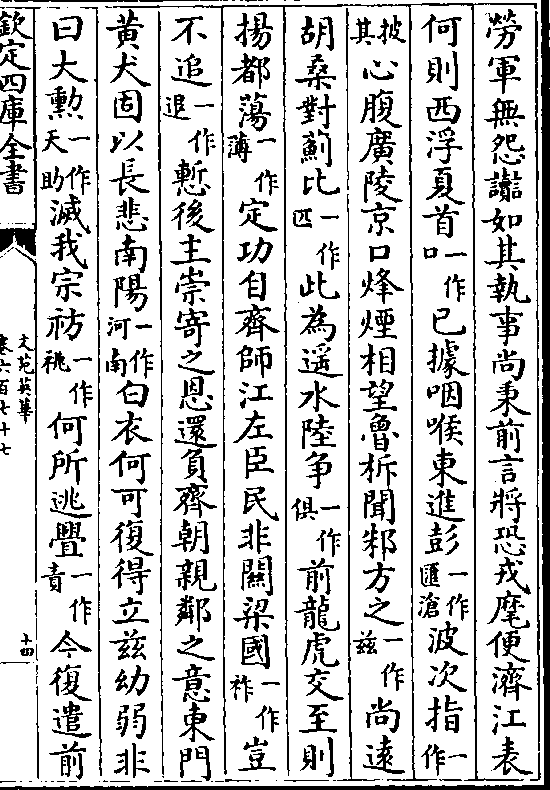 勞軍無怨讟如其執事尚秉前言將恐戎麾便濟江表
何則西浮夏首一作口已據咽喉東進彭一作匯滄波次指一作
披其心腹廣陵京口烽煙相望魯柝聞邾方之一作兹尚遠
胡桑對薊比一作匹此為遥水陸爭一作俱前龍虎交至則
揚都蕩一作薄定功自齊師江左臣民非關梁國一作祚豈
不追一作退慙後主崇寄之恩還負齊朝親鄰之意東門
黄犬固以長悲南陽一作河南白衣何可復得立兹幼弱非
曰大勲一作天助滅我宗祊一作祧何所逃舋一作責今復遣前
欽定四庫全書
文苑英華
卷六百七十七
十四